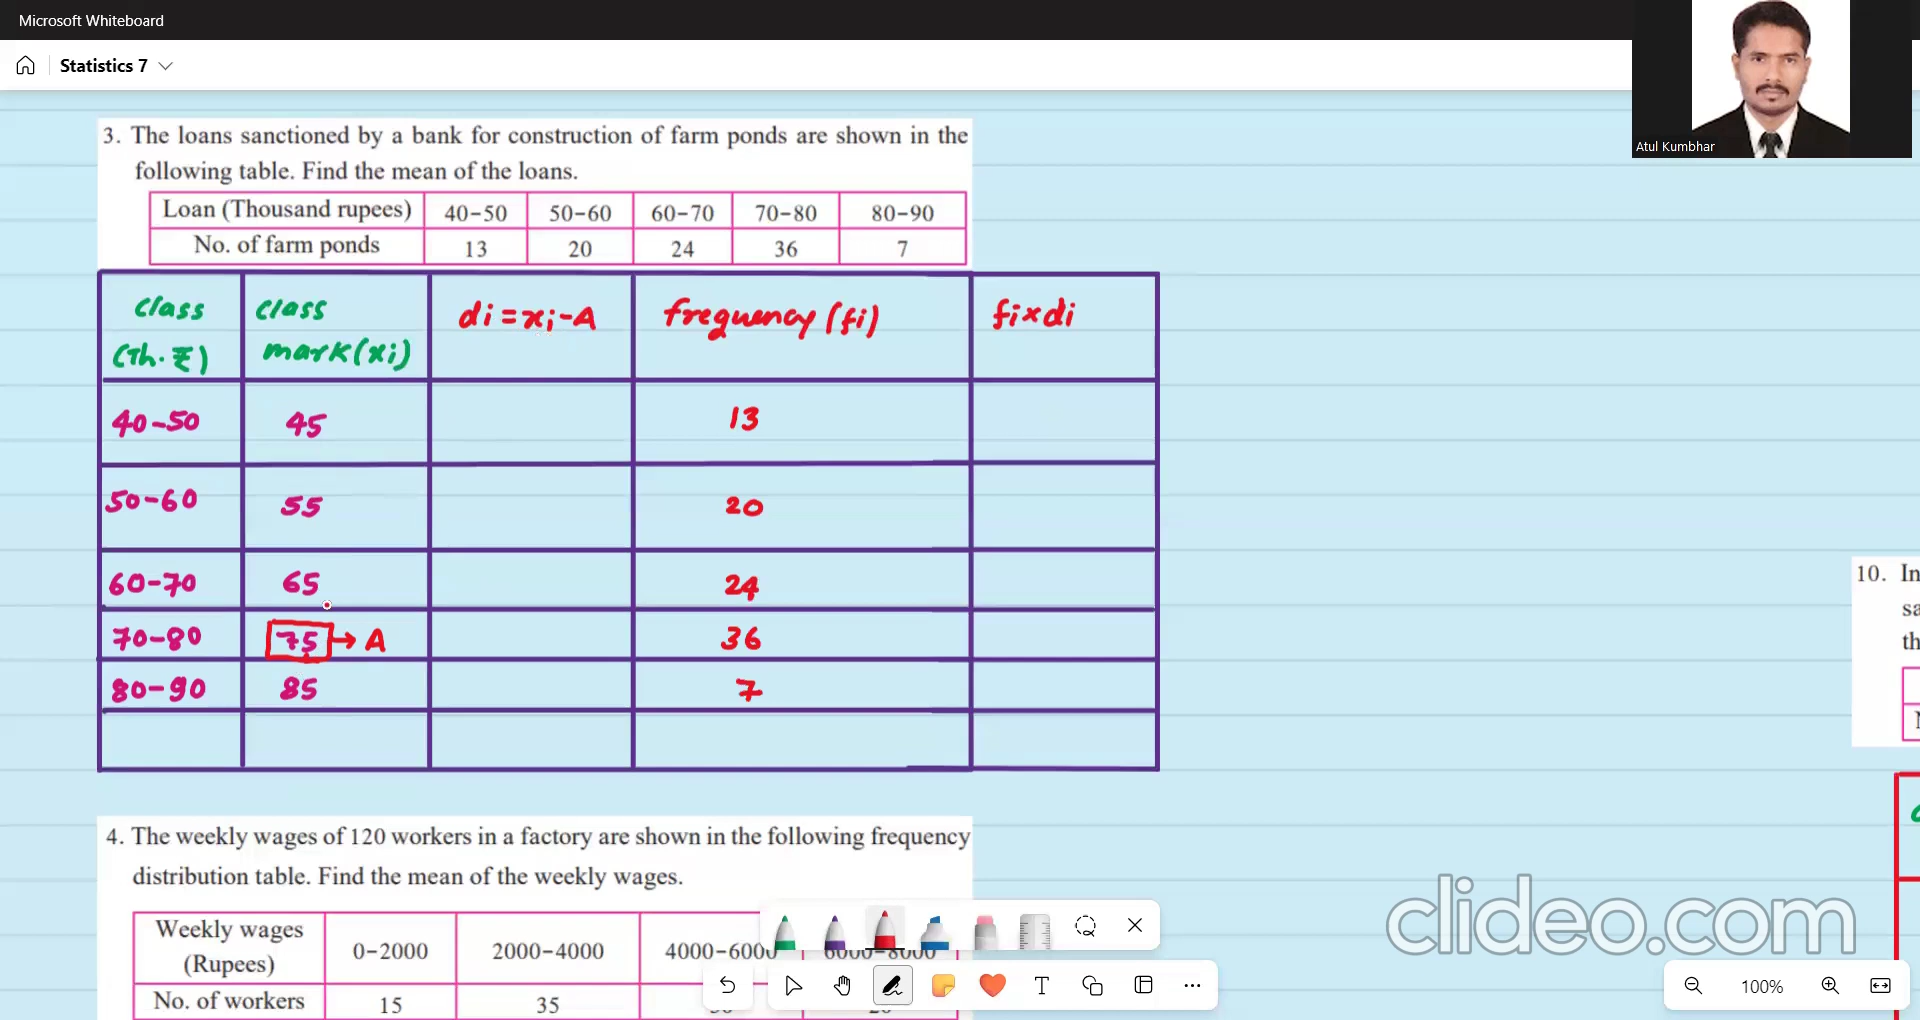 Microsoft Whiteboard
Statistics 7
Atul Kumbhar
3. The loans sanctioned by a bank for construction of farm ponds are shown in the
following table. Find the mean of the loans.
Loan (Thousand rupees) 40-50 50-60 60-70 70-80 80-90
No. of farm ponds 13 20 24 36 7
class (Th. ₹) class mark(xi) di = xi-A frequency (fi) fi×di
40-50 45 13
50-60 55 20
60-70 65 24
70-80 75 → A 36
80-90 85 7
10. In
sa
th
4. The weekly wages of 120 workers in a factory are shown in the following frequency
distribution table. Find the mean of the weekly wages.
Weekly wages (Rupees) 0-2000 2000-4000 4000-6000 6000-8000
No. of workers 15 35
clideo.com
100%